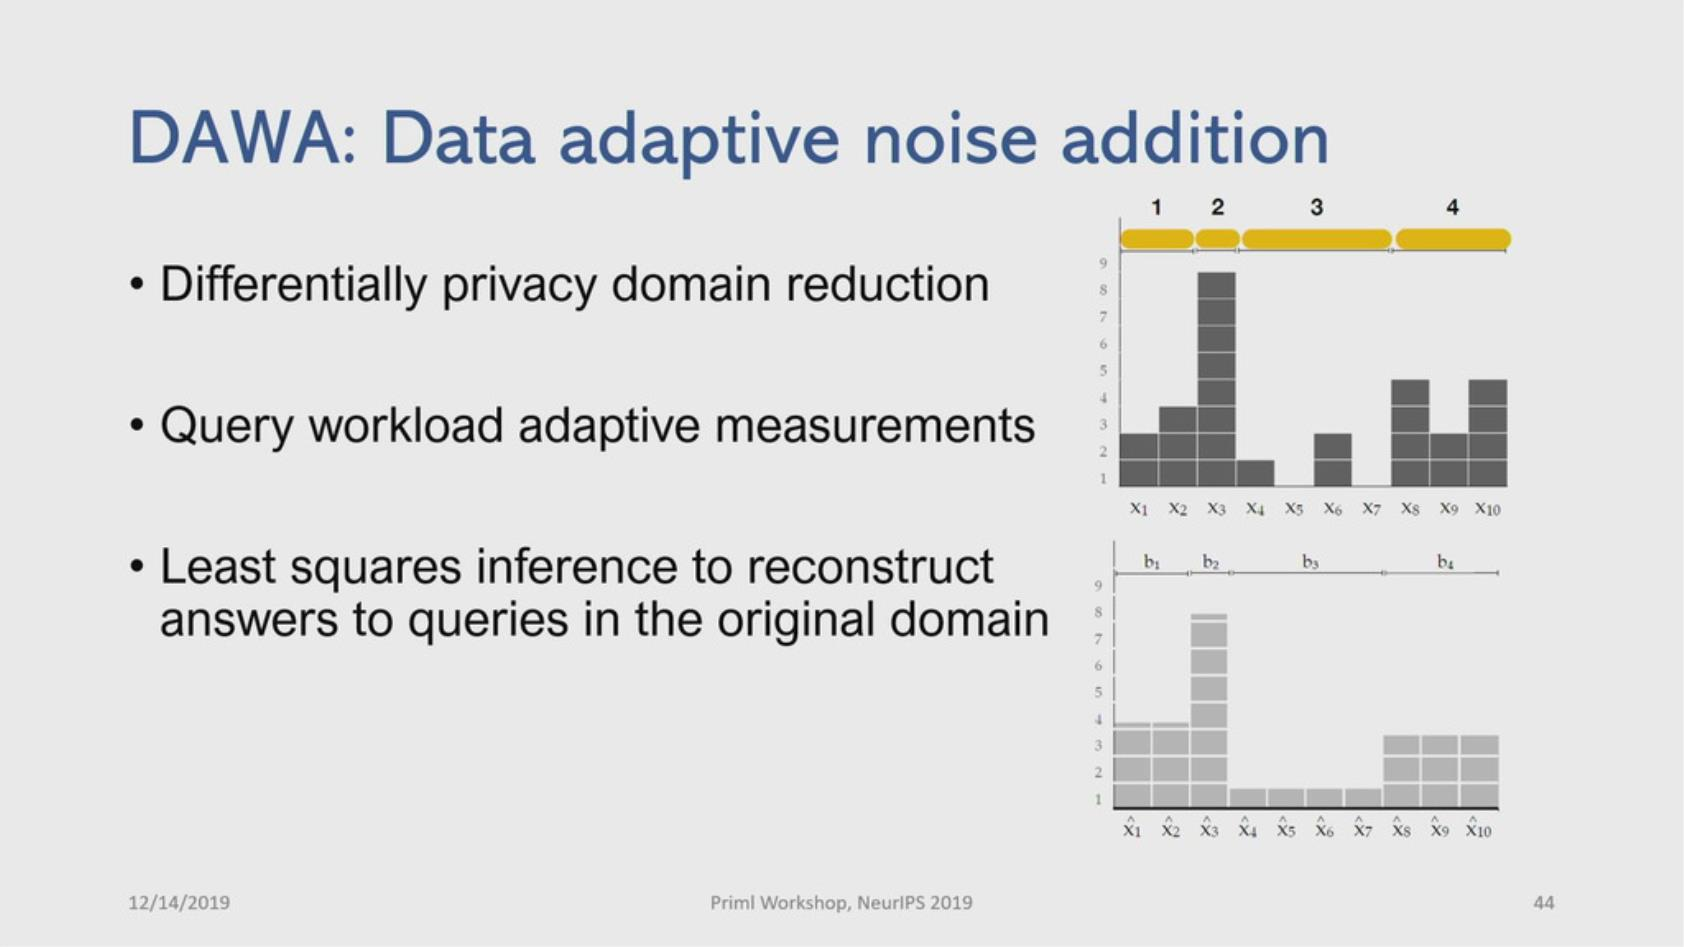 DAWA: Data adaptive noise addition
• Differentially privacy domain reduction
• Query workload adaptive measurements
• Least squares inference to reconstruct
answers to queries in the original domain
1 2 3 4
9
8
7
6
5
4
3
2
1
x1 x2 x3 x4 x5 x6 x7 x8 x9 x10
b1 b2 b3 b4
9
8
7
6
5
4
3
2
1
x̂1 x̂2 x̂3 x̂4 x̂5 x̂6 x̂7 x̂8 x̂9 x̂10
12/14/2019 Priml Workshop, NeurIPS 2019 44